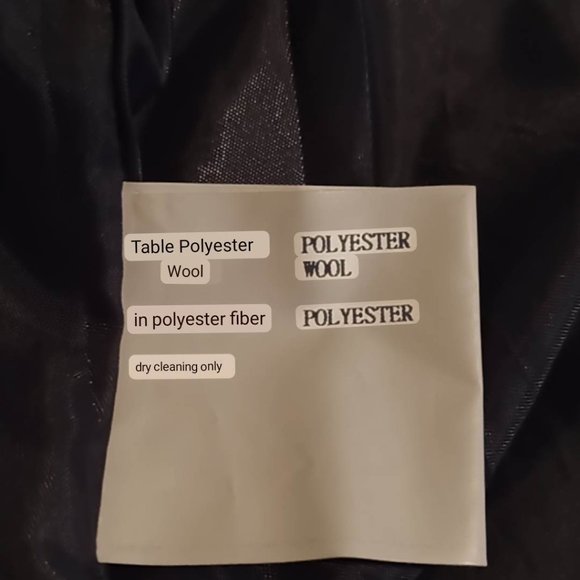 Table Polyester POLYESTER
Wool WOOL
in polyester fiber POLYESTER
dry cleaning only